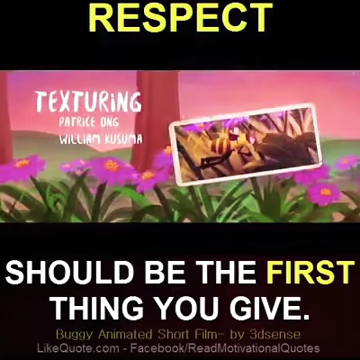 RESPECT
TEXTURING
PATRICE ONG
WILLIAM KUSUMA
SHOULD BE THE FIRST
THING YOU GIVE.
Buggy Animated Short Film- by 3dsense
LikeQuote.com - Facebook/ReadMotivationalQuotes